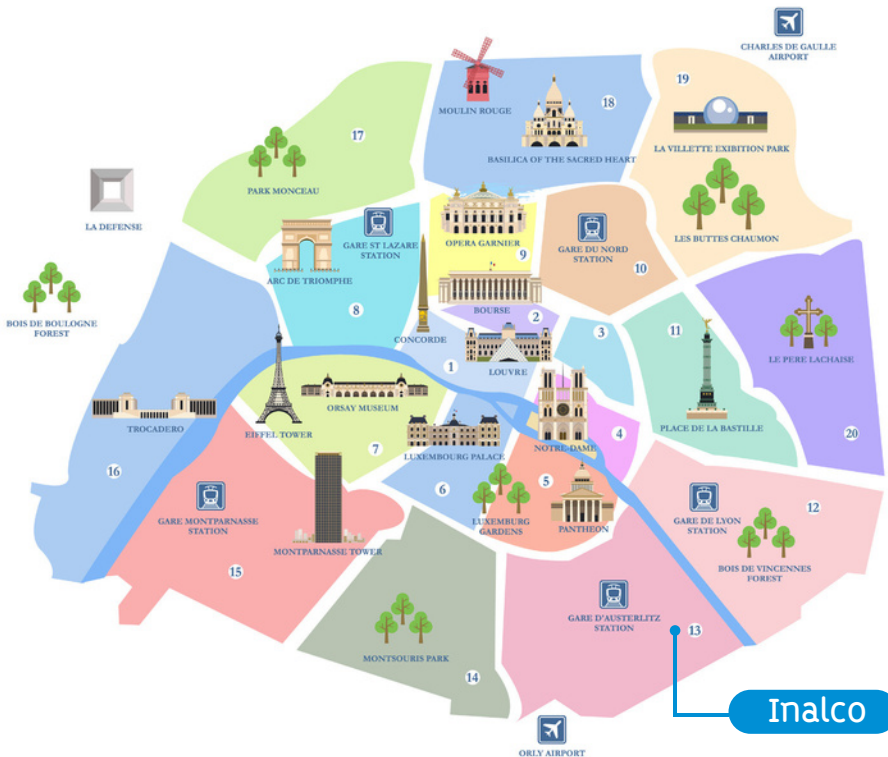 CHARLES DE GAULLE
AIRPORT
19
MOULIN ROUGE
18
17
BASILICA OF THE SACRED HEART
LA VILLETTE EXIBITION PARK
PARK MONCEAU
LA DEFENSE
GARE ST LAZARE
STATION
OPERA GARNIER
9
GARE DU NORD
STATION
LES BUTTES CHAUMON
10
ARC DE TRIOMPHE
8
BOURSE
2
CONCORDE
3
11
BOIS DE BOULOGNE
FOREST
LE PERE LACHAISE
1
LOUVRE
ORSAY MUSEUM
TROCADERO
EIFFEL TOWER
7
LUXEMBOURG PALACE
NOTRE-DAME
4
PLACE DE LA BASTILLE
20
16
6
5
GARE MONTPARNASSE
STATION
LUXEMBURG
GARDENS
PANTHEON
GARE DE LYON
STATION
12
MONTPARNASSE TOWER
BOIS DE VINCENNES
FOREST
15
GARE D'AUSTERLITZ
STATION
13
MONTSOURIS PARK
14
Inalco
ORLY AIRPORT